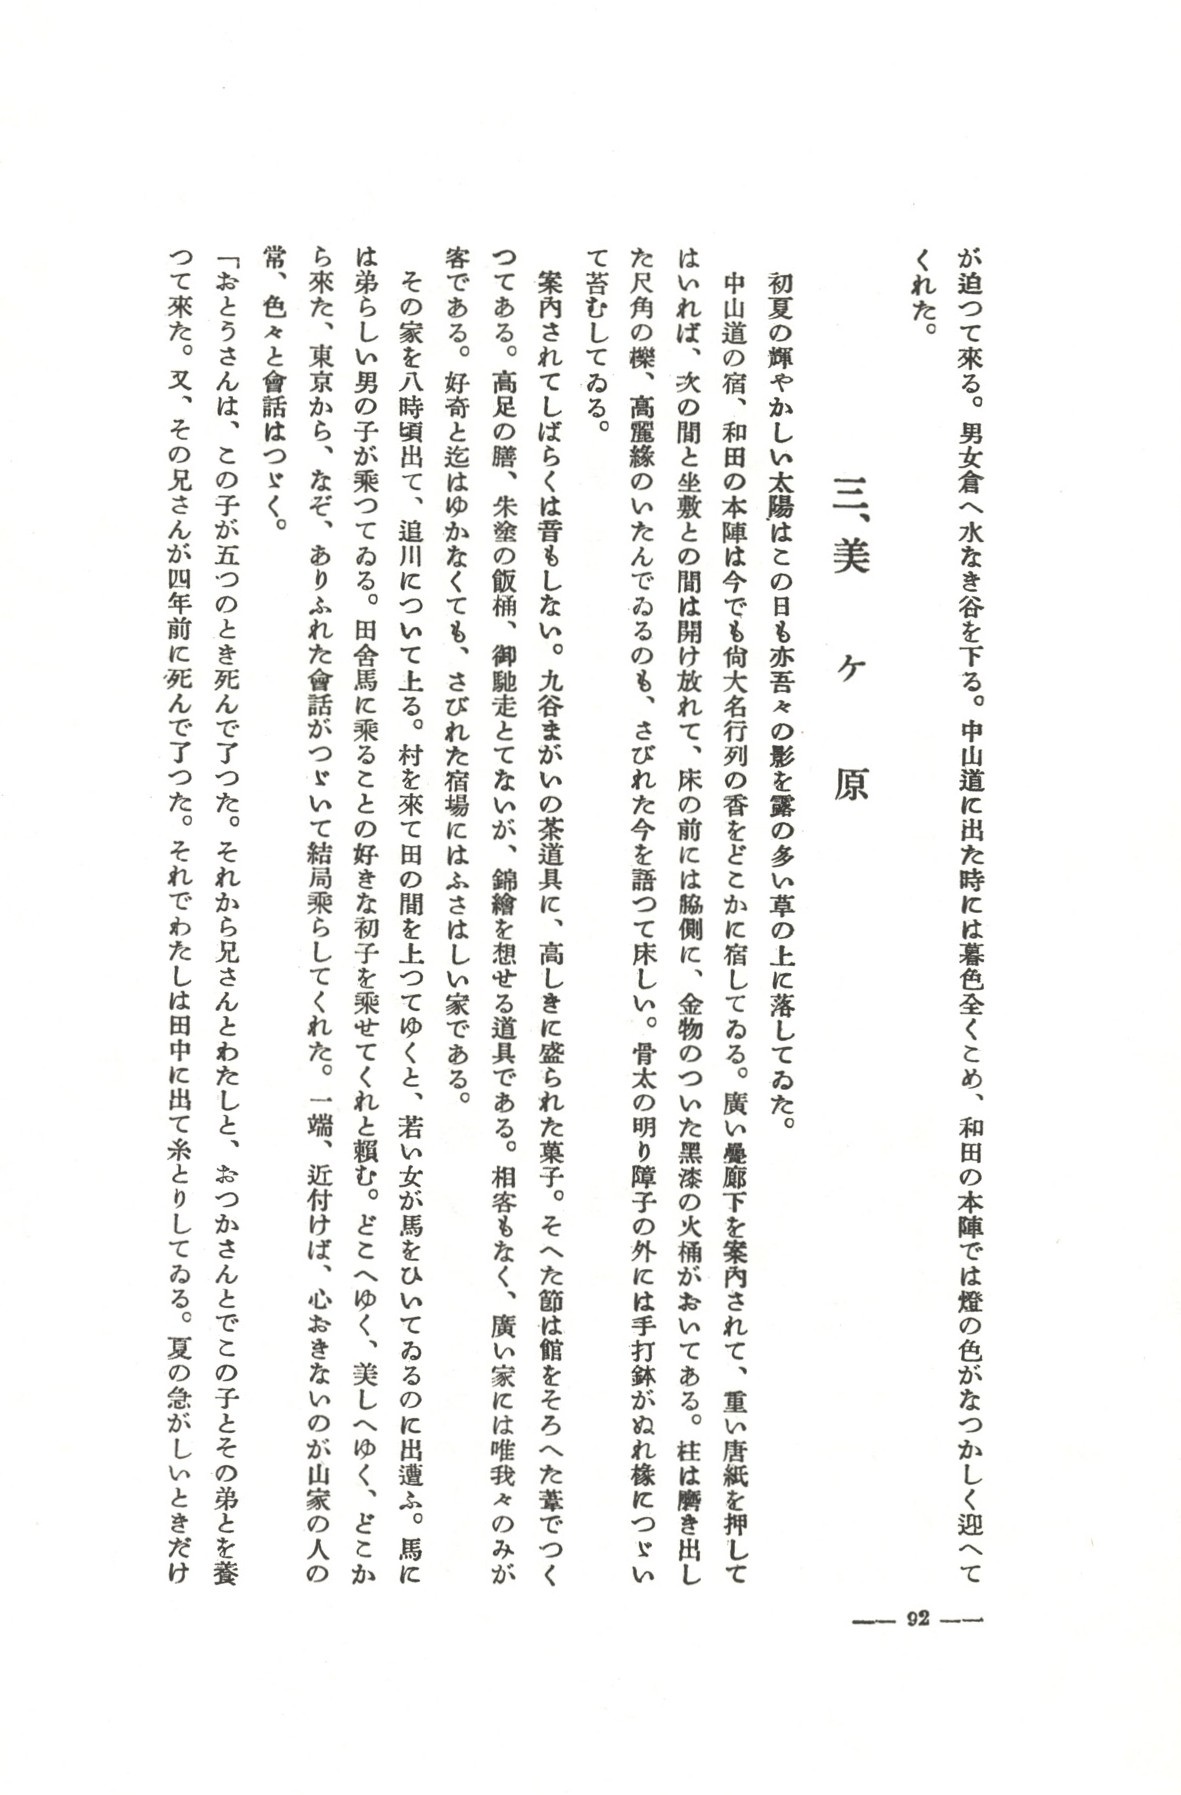 が迫つて來る。男女倉へ水なき谷を下る。中山道に出た時には暮色全くこめ、和田の本陣では燈の色がなつかしく迎へて
くれた。
三、美ヶ原
初夏の輝やかしい太陽はこの日も亦吾々の影を露の多い草の上に落してゐた。
中山道の宿、和田の本陣は今でも尙大名行列の香をどこかに宿してゐる。廣い疊廊下を案內されて、重い唐紙を押して
はいれば、次の間と坐敷との間は開け放れて、床の前には脇側に、金物のついた黑漆の火桶がおいてある。柱は磨き出し
た尺角の櫟、高麗緣のいたんでゐるのも、さびれた今を語つて床しい。骨太の明り障子の外には手打鉢がぬれ椽につゞい
て苔むしてゐる。
案內されてしばらくは音もしない。九谷まがいの茶道具に、高しきに盛られた菓子。そへた節は館をそろへた葦でつく
つてある。高足の膳、朱塗の飯桶、御馳走とてないが、錦繪を想せる道具である。相客もなく、廣い家には唯我々のみが
客である。好奇と迄はゆかなくても、さびれた宿場にはふさはしい家である。
その家を八時頃出て、追川について上る。村を來て田の間を上つてゆくと、若い女が馬をひいてゐるのに出遭ふ。馬に
は弟らしい男の子が乘つてゐる。田舍馬に乘ることの好きな初子を乘せてくれと賴む。どこへゆく、美しへゆく、どこか
ら來た、東京から、なぞ、ありふれた會話がつゞいて結局乘らしてくれた。一端、近付けば、心おきないのが山家の人の
常、色々と會話はつゞく。
「おとうさんは、この子が五つのとき死んで了つた。それから兄さんとわたしと、おつかさんとでこの子とその弟とを養
つて來た。又、その兄さんが四年前に死んで了つた。それでわたしは田中に出て糸とりしてゐる。夏の急がしいときだけ
— 92 —